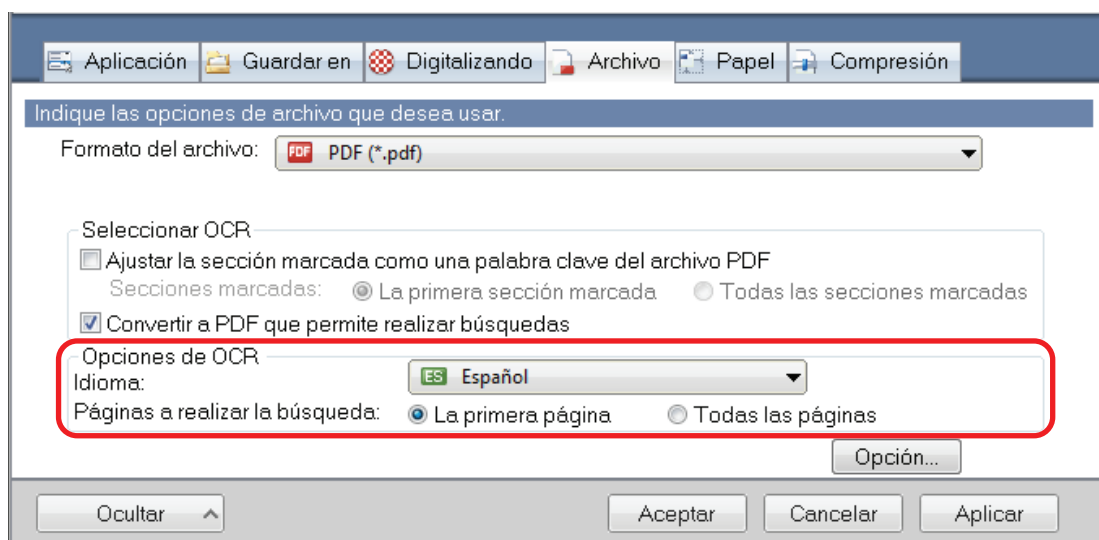 Aplicación Guardar en Digitalizando Archivo Papel Compresión
Indique las opciones de archivo que desea usar.
Formato del archivo: PDF PDF (*.pdf)
Seleccionar OCR
Ajustar la sección marcada como una palabra clave del archivo PDF
Secciones marcadas: La primera sección marcada Todas las secciones marcadas
Convertir a PDF que permite realizar búsquedas
Opciones de OCR
Idioma: ES Español
Páginas a realizar la búsqueda: La primera página Todas las páginas
Opción...
Ocultar Aceptar Cancelar Aplicar